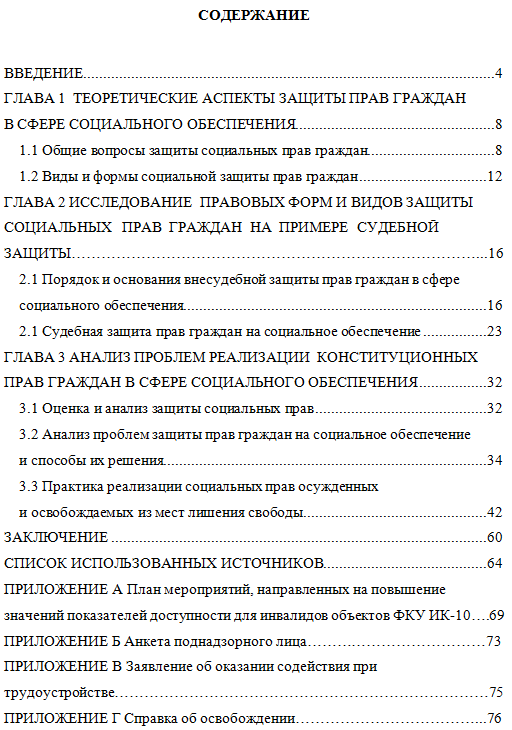 СОДЕРЖАНИЕ
ВВЕДЕНИЕ....................................................................................................4
ГЛАВА 1 ТЕОРЕТИЧЕСКИЕ АСПЕКТЫ ЗАЩИТЫ ПРАВ ГРАЖДАН
В СФЕРЕ СОЦИАЛЬНОГО ОБЕСПЕЧЕНИЯ.................................................8
1.1 Общие вопросы защиты социальных прав граждан..............................8
1.2 Виды и формы социальной защиты прав граждан................................12
ГЛАВА 2 ИССЛЕДОВАНИЕ ПРАВОВЫХ ФОРМ И ВИДОВ ЗАЩИТЫ
СОЦИАЛЬНЫХ ПРАВ ГРАЖДАН НА ПРИМЕРЕ СУДЕБНОЙ
ЗАЩИТЫ.....................................................................................................16
2.1 Порядок и основания внесудебной защиты прав граждан в сфере
социального обеспечения..........................................................................16
2.1 Судебная защита прав граждан на социальное обеспечение................23
ГЛАВА 3 АНАЛИЗ ПРОБЛЕМ РЕАЛИЗАЦИИ КОНСТИТУЦИОННЫХ
ПРАВ ГРАЖДАН В СФЕРЕ СОЦИАЛЬНОГО ОБЕСПЕЧЕНИЯ.................32
3.1 Оценка и анализ защиты социальных прав...........................................32
3.2 Анализ проблем защиты прав граждан на социальное обеспечение
и способы их решения...............................................................................34
3.3 Практика реализации социальных прав осужденных
и освобождаемых из мест лишения свободы.............................................42
ЗАКЛЮЧЕНИЕ............................................................................................60
СПИСОК ИСПОЛЬЗОВАННЫХ ИСТОЧНИКОВ........................................64
ПРИЛОЖЕНИЕ А План мероприятий, направленных на повышение
значений показателей доступности для инвалидов объектов ФКУ ИК-10….69
ПРИЛОЖЕНИЕ Б Анкета поднадзорного лица……………………………73
ПРИЛОЖЕНИЕ В Заявление об оказании содействия при
трудоустройстве……………………………………………………………75
ПРИЛОЖЕНИЕ Г Справка об освобождении……………………………...76